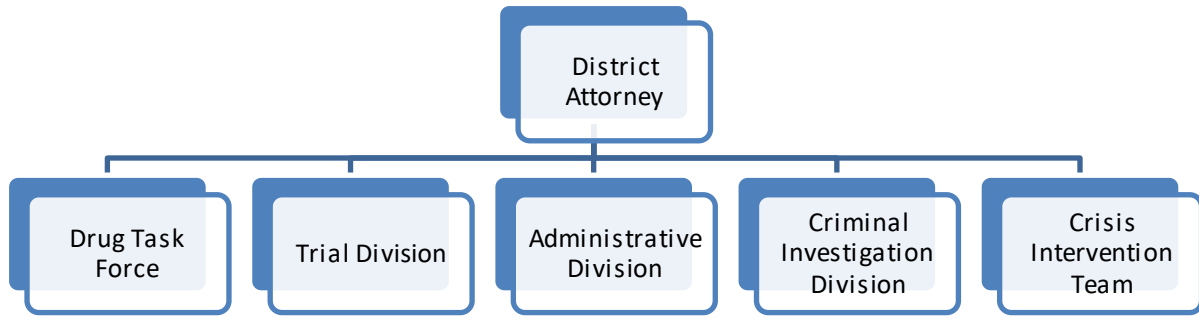 District
Attorney
Drug Task
Force
Trial Division
Administrative
Division
Criminal
Investigation
Division
Crisis
Intervention
Team